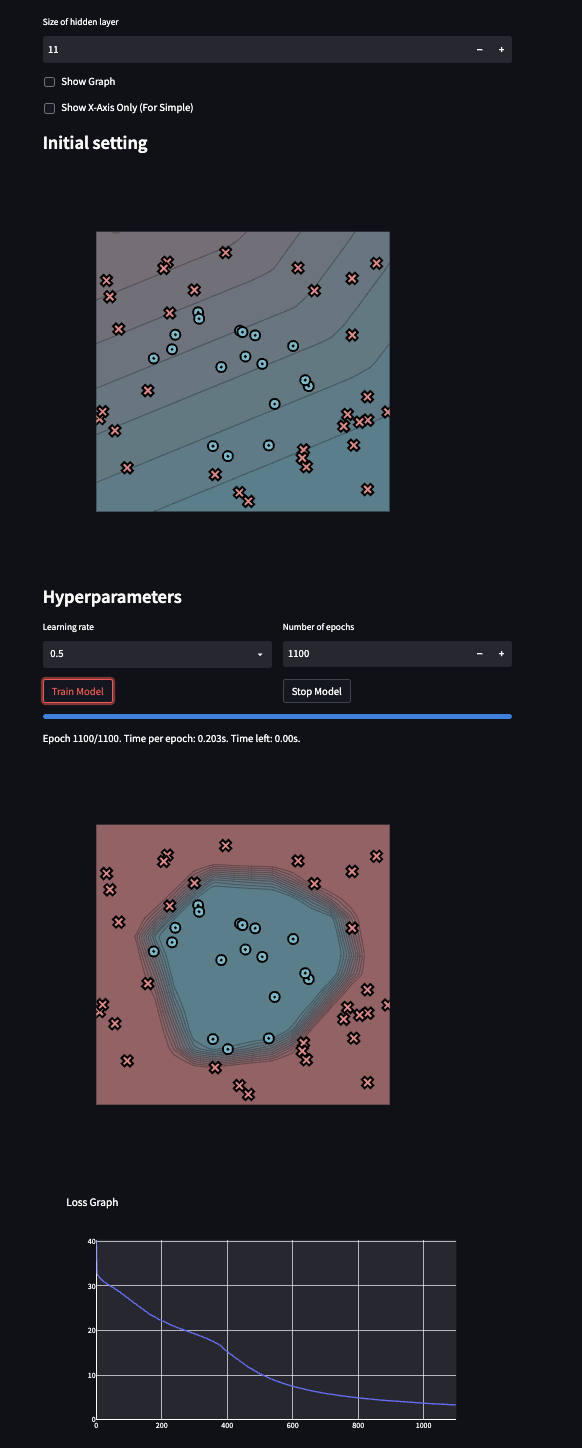 Size of hidden layer
11 − +
Show Graph
Show X-Axis Only (For Simple)
Initial setting
Hyperparameters
Learning rate Number of epochs
0.5 1100 − +
Train Model Stop Model
Epoch 1100/1100. Time per epoch: 0.203s. Time left: 0.00s.
Loss Graph
40
30
20
10
0
0 200 400 600 800 1000